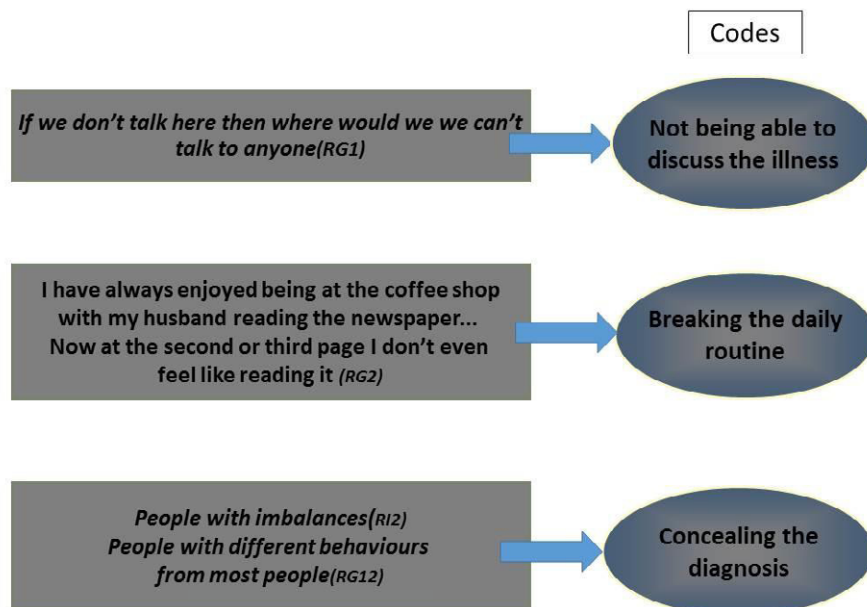 Codes
If we don't talk here then where would we we can't
talk to anyone(RG1)
Not being able to
discuss the illness
I have always enjoyed being at the coffee shop
with my husband reading the newspaper...
Now at the second or third page I don't even
feel like reading it (RG2)
Breaking the daily
routine
People with imbalances(RI2)
People with different behaviours
from most people(RG12)
Concealing the
diagnosis